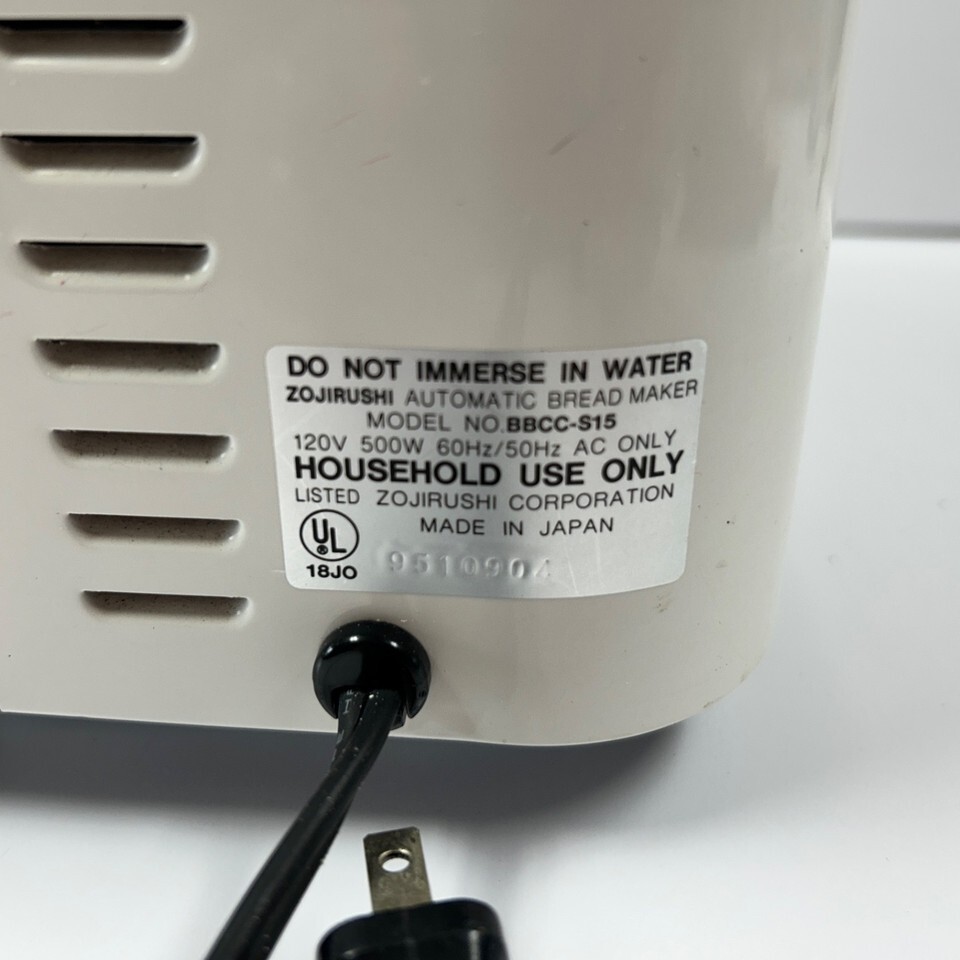 DO NOT IMMERSE IN WATER
ZOJIRUSHI AUTOMATIC BREAD MAKER
MODEL NO.BBCC-S15
120V 500W 60Hz/50Hz AC ONLY
HOUSEHOLD USE ONLY
LISTED ZOJIRUSHI CORPORATION
UL® MADE IN JAPAN
18JO 9510904